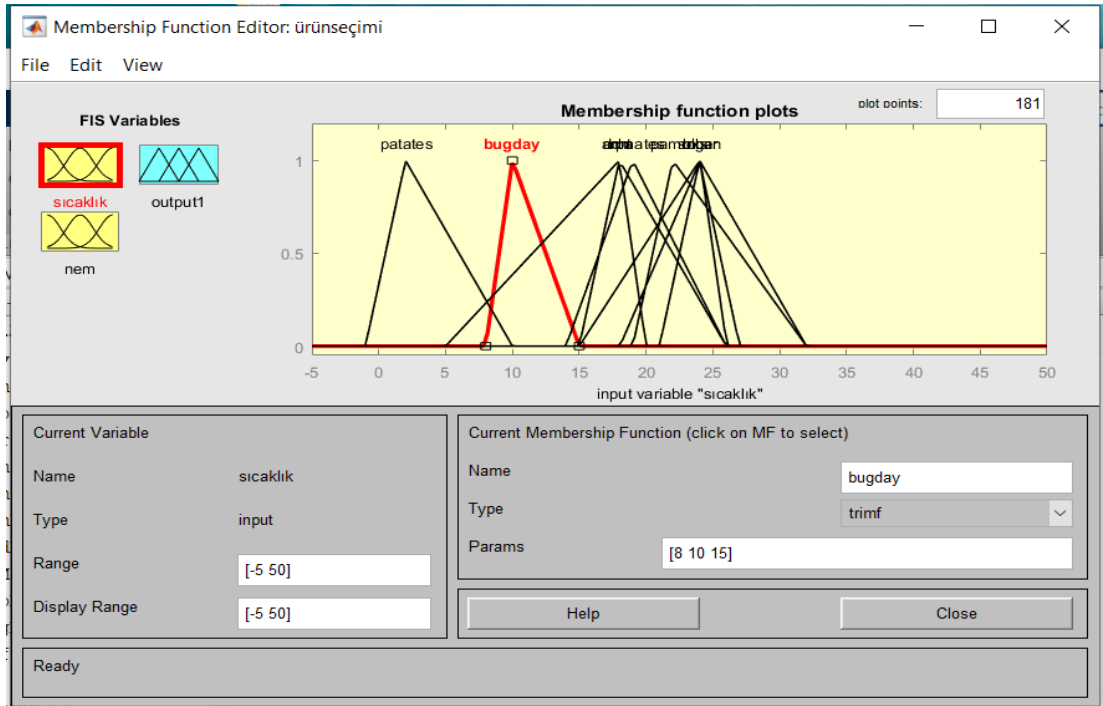 Membership Function Editor: ürünseçimi
File Edit View
FIS Variables
sıcaklık
output1
nem
Membership function plots
plot points:
181
patates
bugday
1
0.5
0
-5 0 5 10 15 20 25 30 35 40 45 50
input variable "sıcaklık"
Current Variable
Name sıcaklık
Type input
Range [-5 50]
Display Range [-5 50]
Current Membership Function (click on MF to select)
Name bugday
Type trimf
Params [8 10 15]
Help
Close
Ready